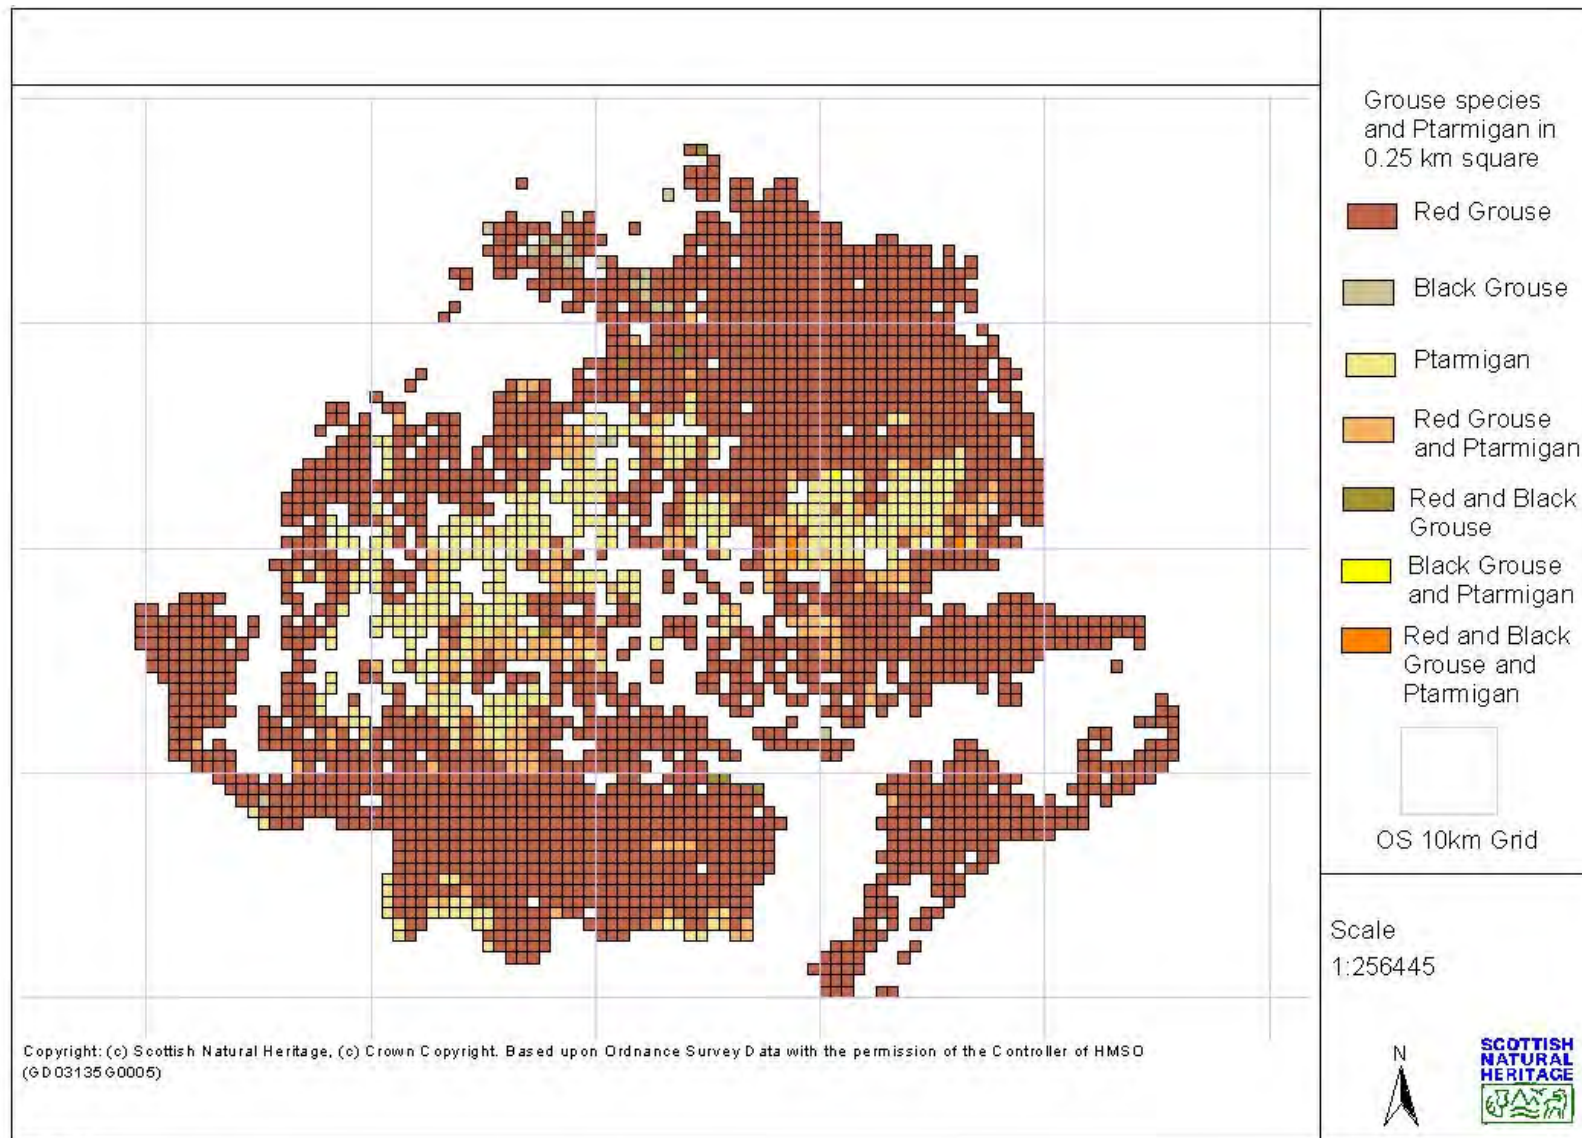 Grouse species
and Ptarmigan in
0.25 km square
Red Grouse
Black Grouse
Ptarmigan
Red Grouse
and Ptarmigan
Red and Black
Grouse
Black Grouse
and Ptarmigan
Red and Black
Grouse and
Ptarmigan
OS 10km Grid
Scale
1:256445
N
SCOTTISH
NATURAL
HERITAGE
Copyright: (c) Scottish Natural Heritage, (c) Crown Copyright. Based upon Ordnance Survey Data with the permission of the Controller of HMSO
(GD03135G0005)